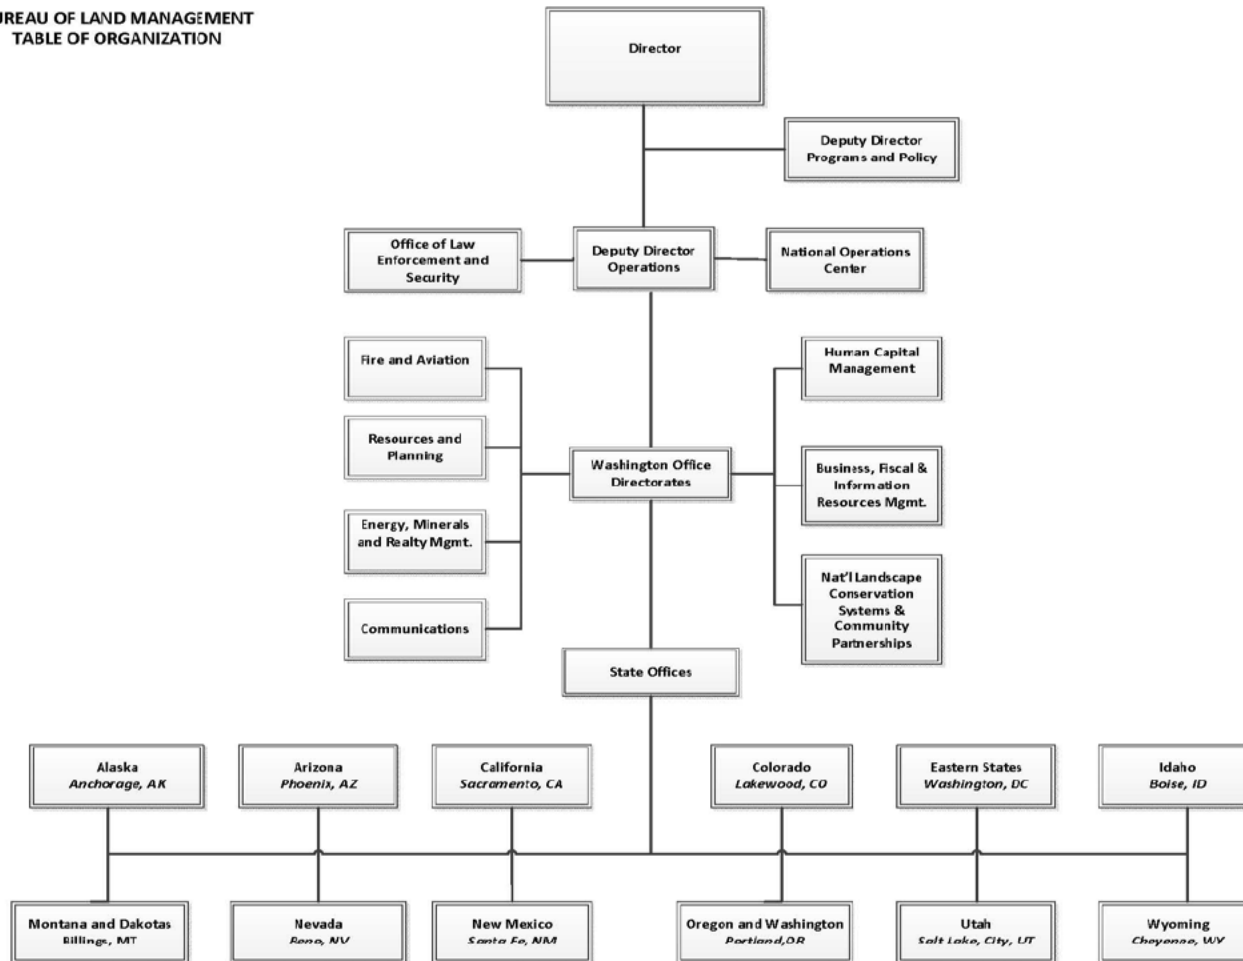 UREAU OF LAND MANAGEMENT
TABLE OF ORGANIZATION
Director
Deputy Director
Programs and Policy
Office of Law
Enforcement and
Security
Deputy Director
Operations
National Operations
Center
Fire and Aviation
Human Capital
Management
Resources and
Planning
Washington Office
Directorates
Business, Fiscal &
Information
Resources Mgmt.
Energy, Minerals
and Realty Mgmt.
Nat'l Landscape
Conservation
Systems &
Community
Partnerships
Communications
State Offices
Alaska
Anchorage, AK
Arizona
Phoenix, AZ
California
Sacramento, CA
Colorado
Lakewood, CO
Eastern States
Washington, DC
Idaho
Boise, ID
Montana and Dakotas
Billings, MT
Nevada
Reno, NV
New Mexico
Santa Fe, NM
Oregon and Washington
Portland,OR
Utah
Salt Lake, City, UT
Wyoming
Cheyenne, WY